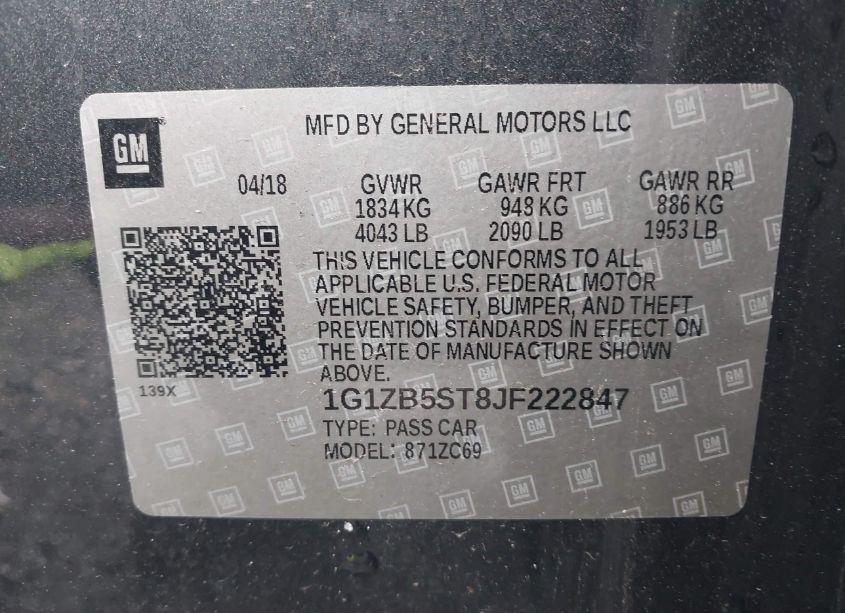 GM
MFD BY GENERAL MOTORS LLC
04/18 GVWR GAWR FRT GAWR RR
1834 KG 948 KG 886 KG
4043 LB 2090 LB 1953 LB
THIS VEHICLE CONFORMS TO ALL
APPLICABLE U.S. FEDERAL MOTOR
VEHICLE SAFETY, BUMPER, AND THEFT
PREVENTION STANDARDS IN EFFECT ON
THE DATE OF MANUFACTURE SHOWN
ABOVE.
139X
1G1ZB5ST8JF222847
TYPE: PASS CAR
MODEL: 871ZC69